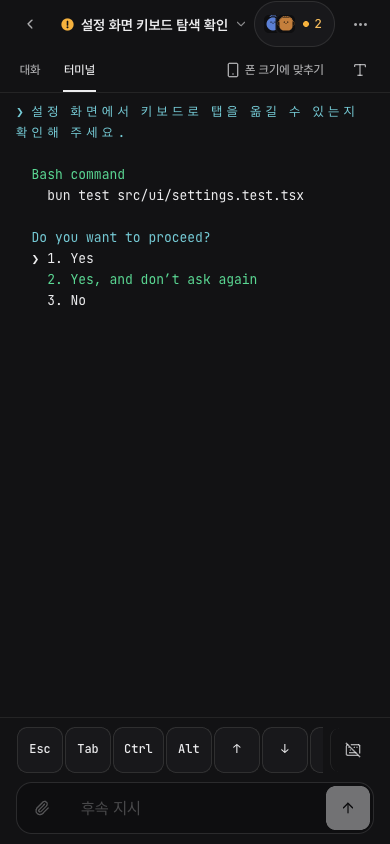 설정 화면 키보드 탐색 확인
2
대화
터미널
폰 크기에 맞추기
❯ 설정 화면에서 키보드로 탭을 옮길 수 있는지
확인해 주세요.
Bash command
bun test src/ui/settings.test.tsx
Do you want to proceed?
❯ 1. Yes
2. Yes, and don’t ask again
3. No
Esc
Tab
Ctrl
Alt
↑
↓
후속 지시